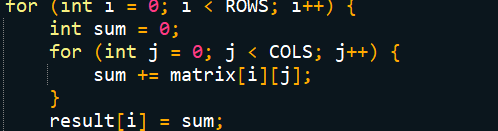 for (int i = 0; i < ROWS; i++) {
    int sum = 0;
    for (int j = 0; j < COLS; j++) {
        sum += matrix[i][j];
    }
    result[i] = sum;